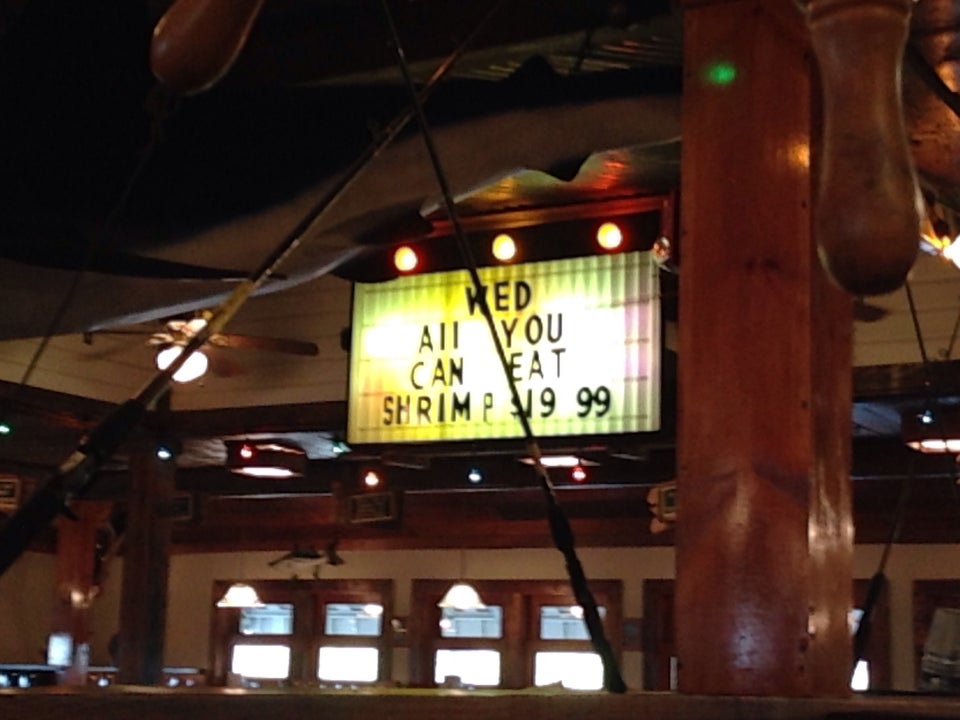 WED
All YOU
CAN EAT
SHRIMP $19 99